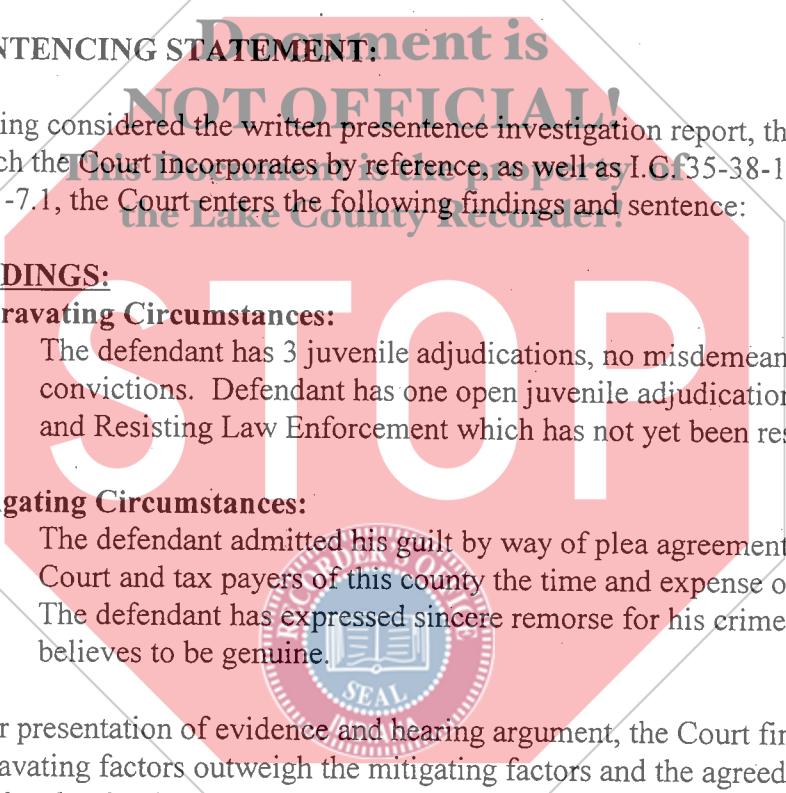 Document is
NTENCING STATEMENT:
NOT OFFICIAL!
ing considered the written presentence investigation report, th
This Document is the property of
ch the Court incorporates by reference, as well as I.C. 35-38-1
the Lake County Recorder!
-7.1, the Court enters the following findings and sentence:
DINGS:
ravating Circumstances:
The defendant has 3 juvenile adjudications, no misdemean
convictions. Defendant has one open juvenile adjudication
and Resisting Law Enforcement which has not yet been res
STOP
gating Circumstances:
The defendant admitted his guilt by way of plea agreement
Court and tax payers of this county the time and expense o
The defendant has expressed sincere remorse for his crime
believes to be genuine.
RECORDER'S OFFICE
SEAL
INDIANA
r presentation of evidence and hearing argument, the Court fin
avating factors outweigh the mitigating factors and the agreed